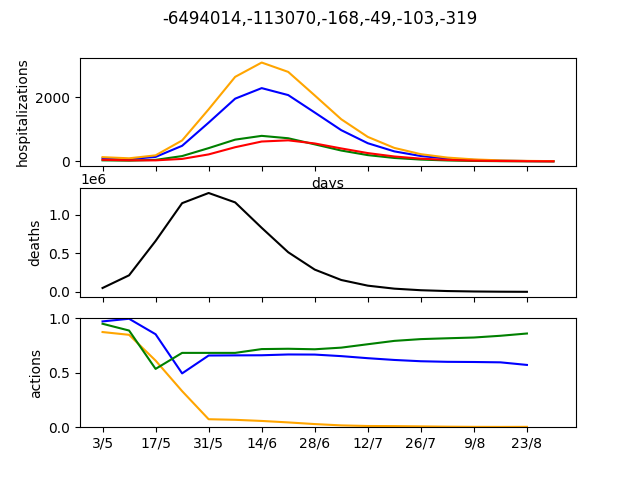 -6494014,-113070,-168,-49,-103,-319
hospitalizations
2000
0
days
1e6
deaths
1.0
0.5
0.0
actions
1.0
0.5
0.0
3/5 17/5 31/5 14/6 28/6 12/7 26/7 9/8 23/8